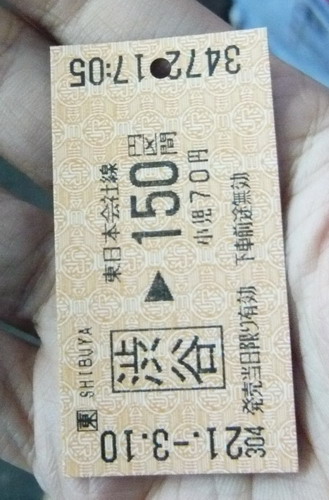 東 SHIBUYA 東日本会社線
渋谷 ▶ 150円区間
小児70円
発売当日限り有効 下車前途無効
21.-3.10
304
3472 17:05